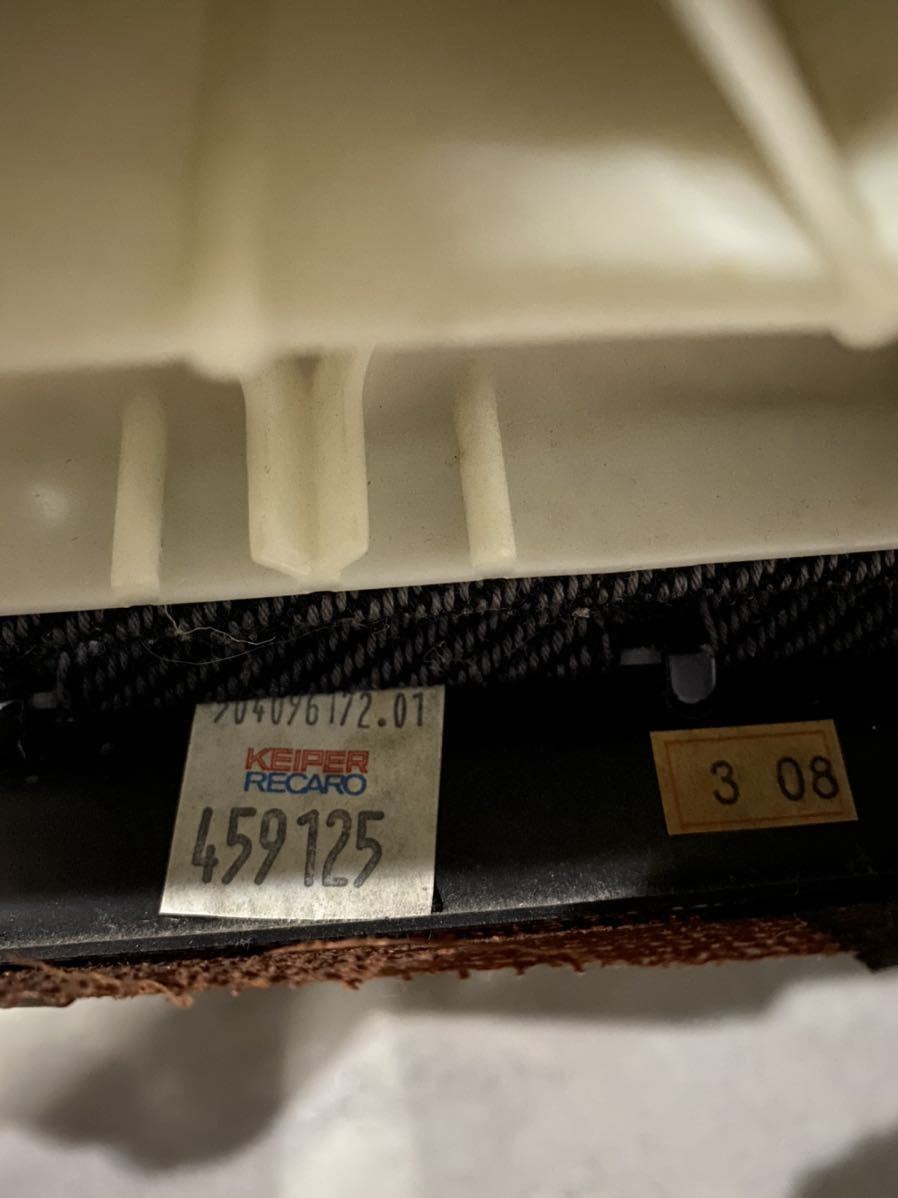 904096172.01
KEIPER
RECARO
459125
3 08